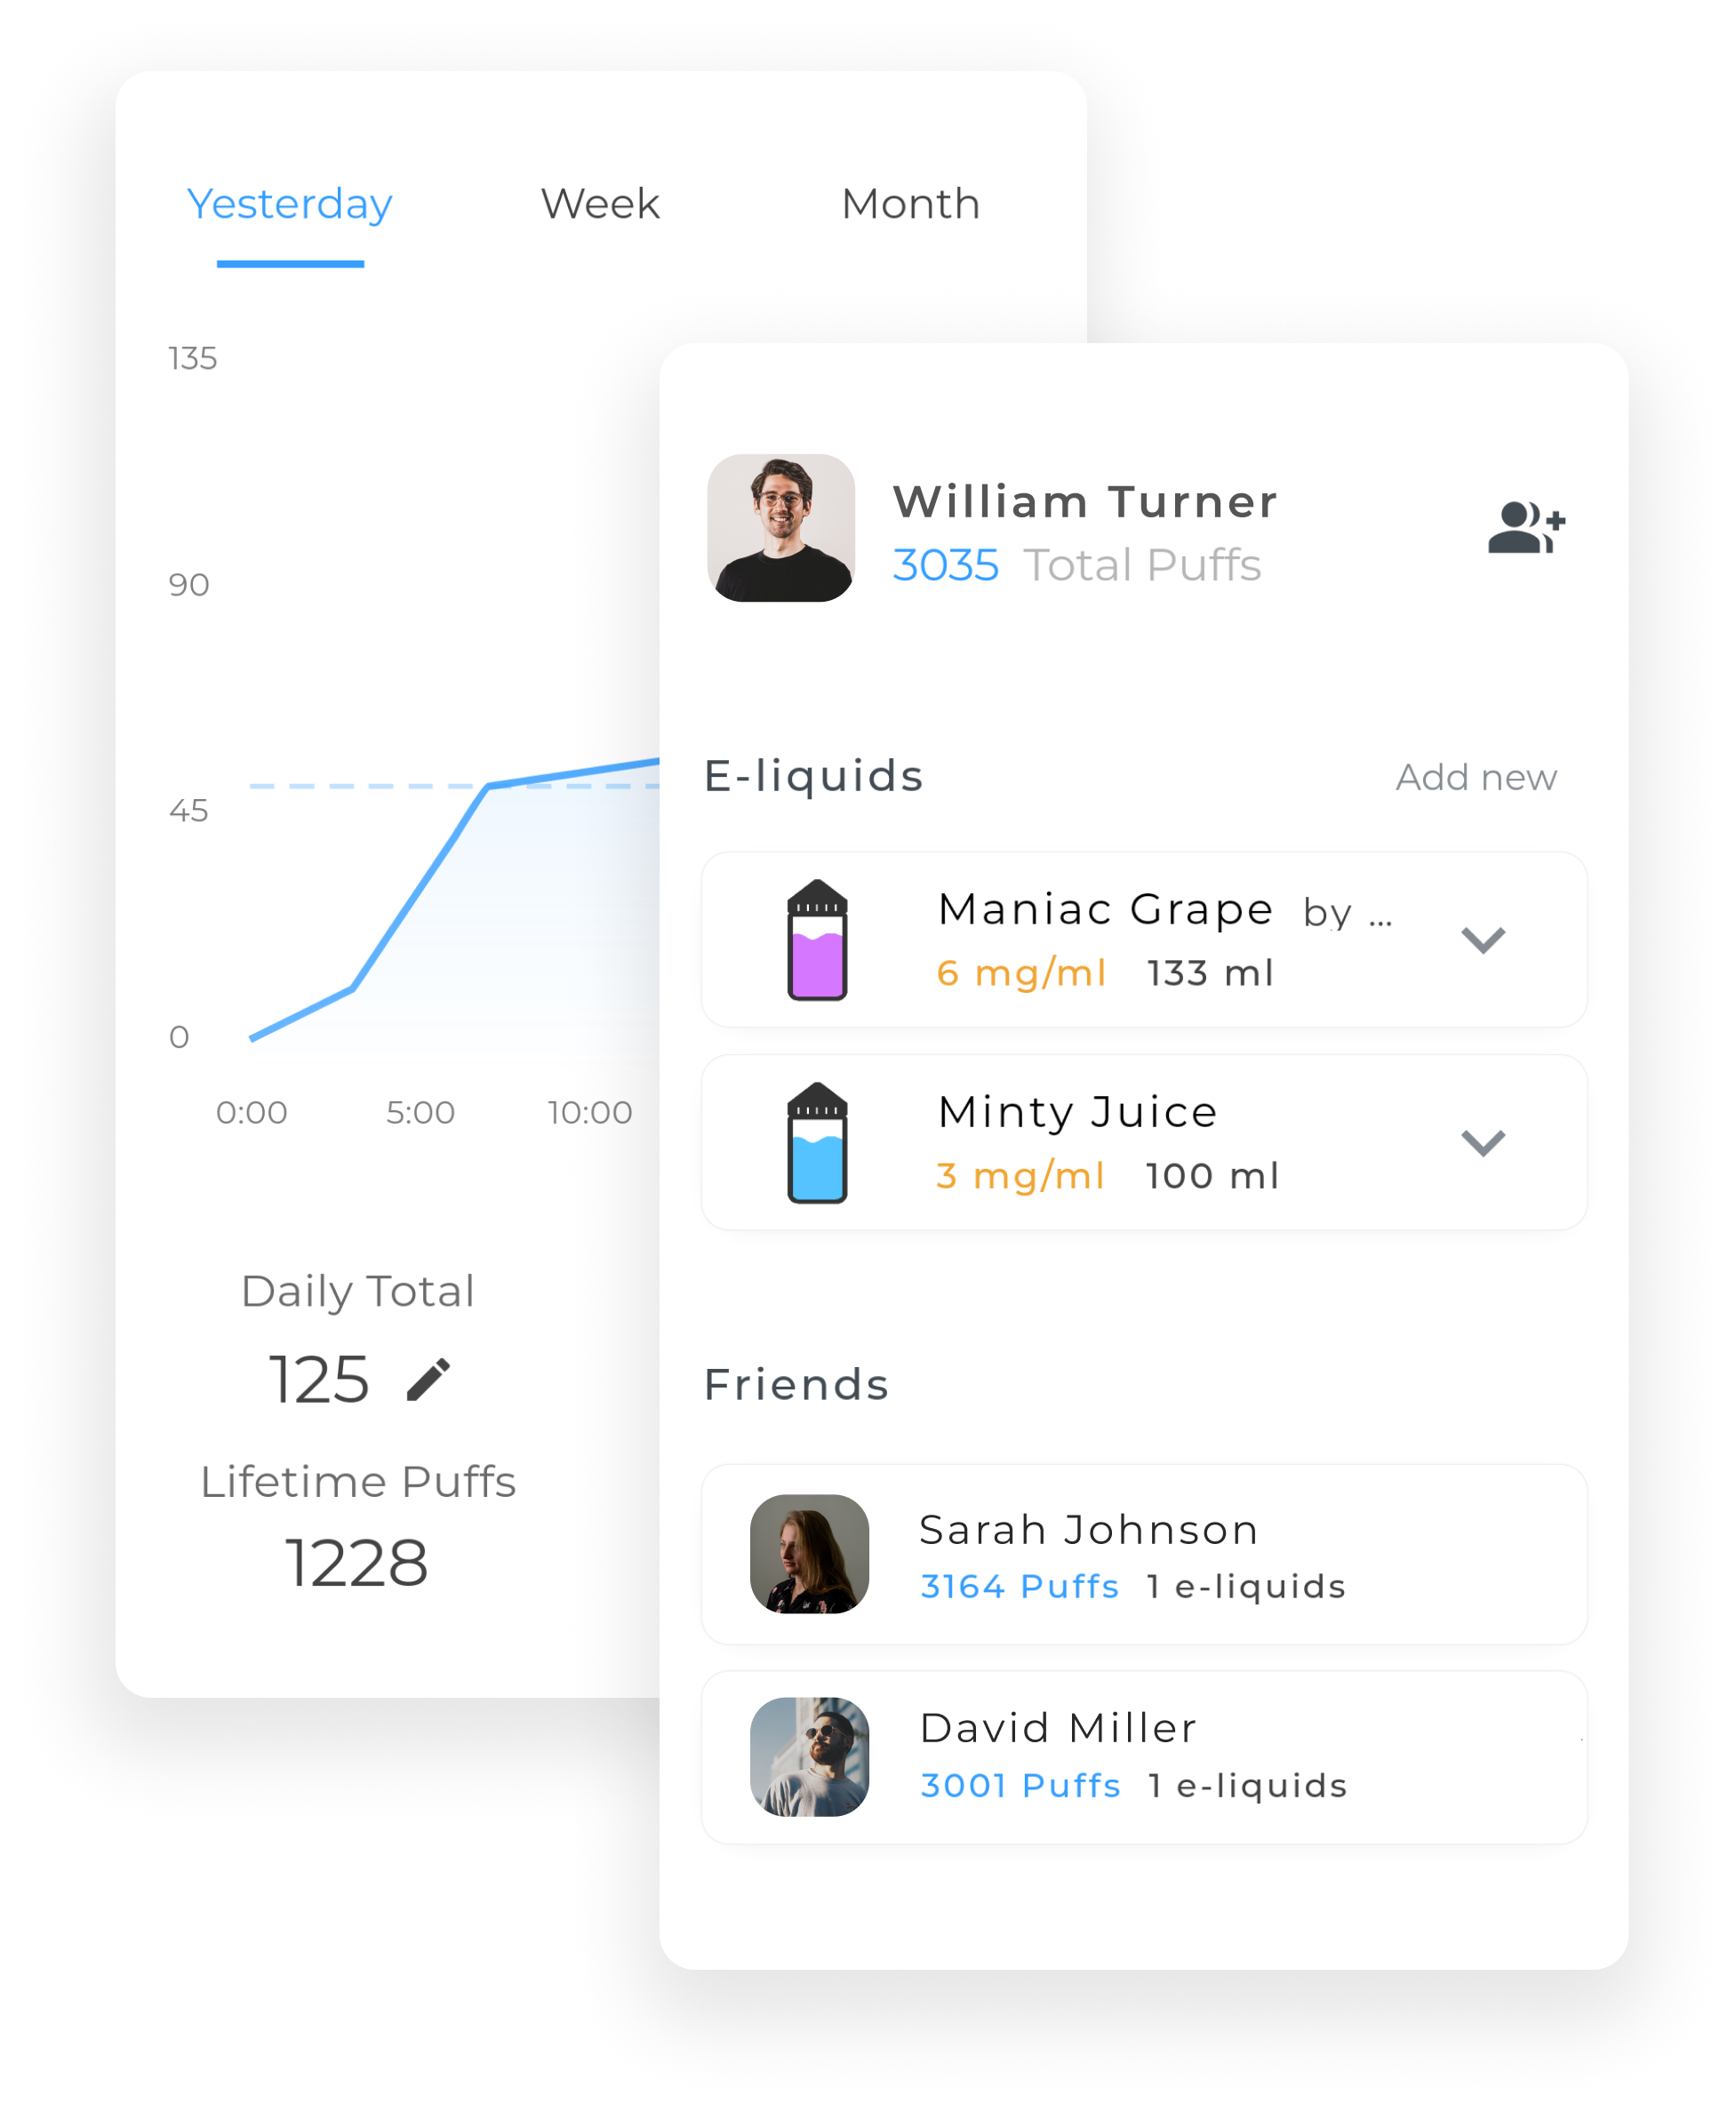 Yesterday Week Month
135
90
45
0
0:00 5:00 10:00
Daily Total
125
Lifetime Puffs
1228
William Turner
3035 Total Puffs
E-liquids Add new
Maniac Grape by ...
6 mg/ml 133 ml
Minty Juice
3 mg/ml 100 ml
Friends
Sarah Johnson
3164 Puffs 1 e-liquids
David Miller
3001 Puffs 1 e-liquids